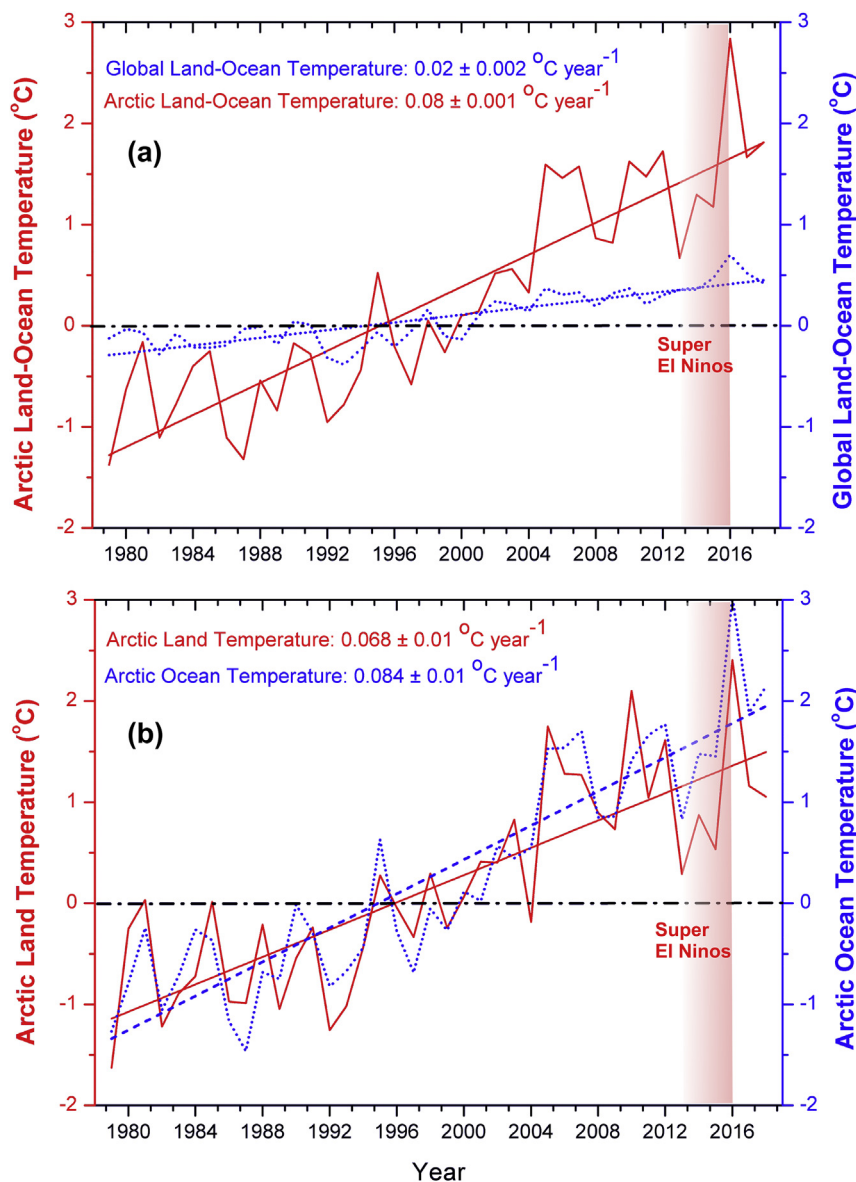 Arctic Land-Ocean Temperature (°C)
Global Land-Ocean Temperature (°C)
3
2
1
0
-1
-2
3
2
1
0
-1
-2
Global Land-Ocean Temperature: 0.02 ± 0.002 °C year-1
Arctic Land-Ocean Temperature: 0.08 ± 0.001 °C year-1
(a)
Super
El Ninos
1980 1984 1988 1992 1996 2000 2004 2008 2012 2016
Arctic Land Temperature (°C)
Arctic Ocean Temperature (°C)
3
2
1
0
-1
-2
3
2
1
0
-1
-2
Arctic Land Temperature: 0.068 ± 0.01 °C year-1
Arctic Ocean Temperature: 0.084 ± 0.01 °C year-1
(b)
Super
El Ninos
1980 1984 1988 1992 1996 2000 2004 2008 2012 2016
Year